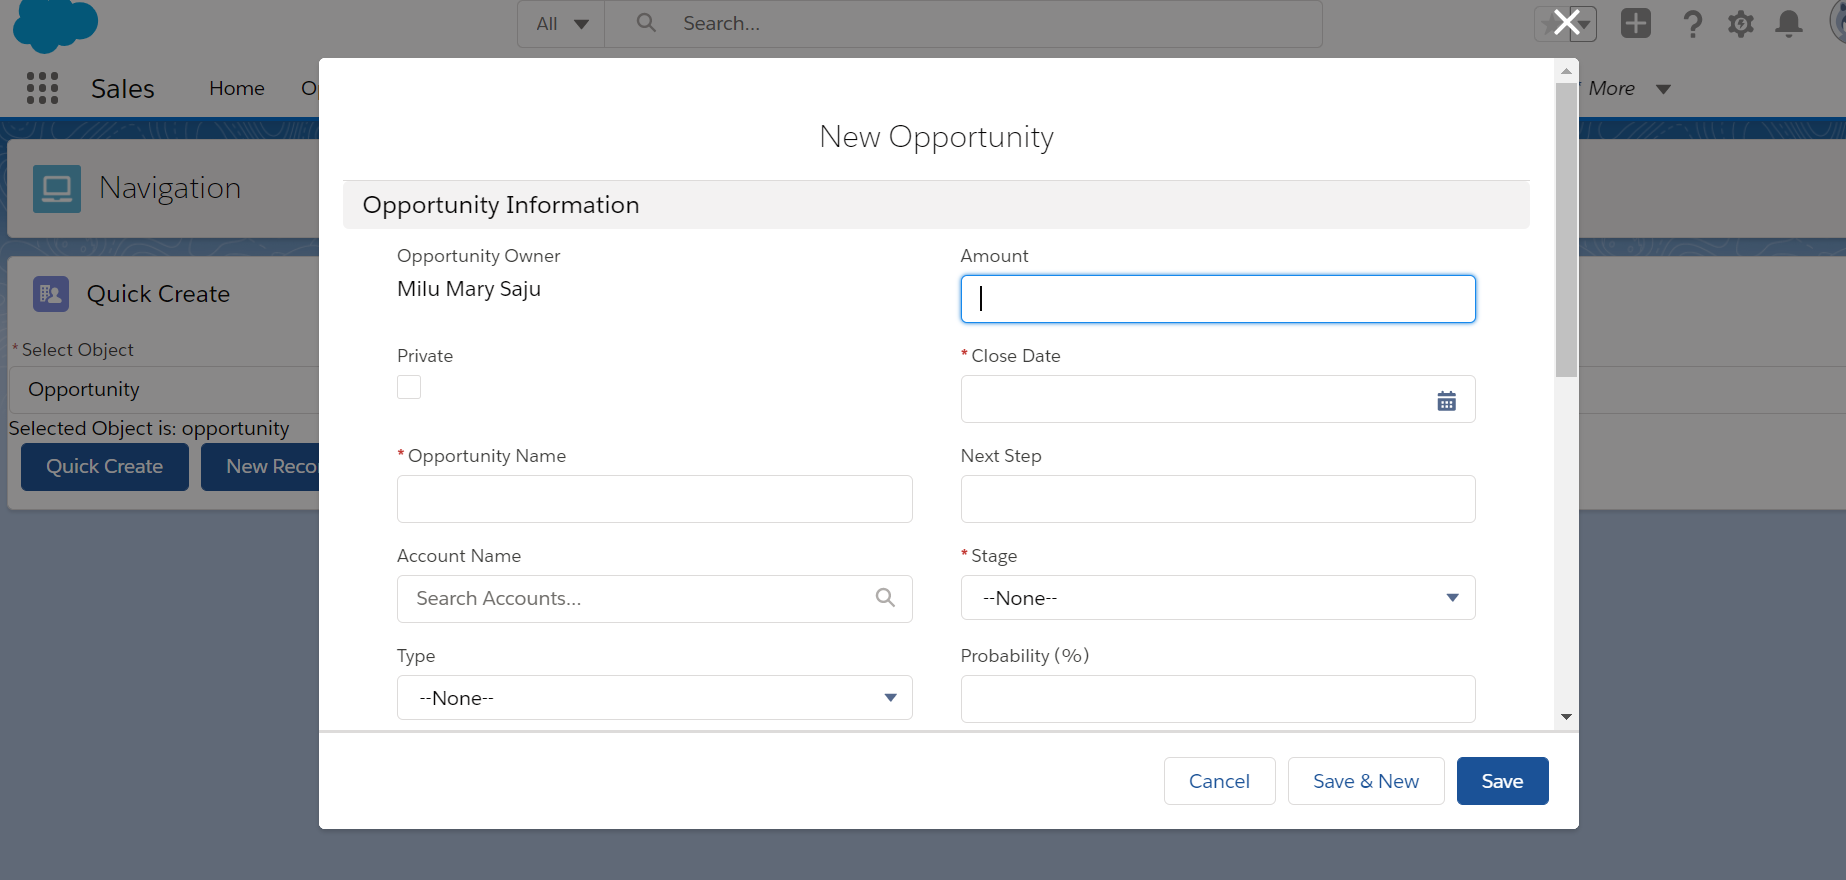 All
Search...
Sales
Home
More
Navigation
Quick Create
*Select Object
Opportunity
Selected Object is: opportunity
Quick Create
New
New Opportunity
Opportunity Information
Opportunity Owner
Milu Mary Saju
Amount
Private
*Close Date
*Opportunity Name
Next Step
Account Name
Search Accounts...
*Stage
--None--
Type
--None--
Probability (%)
Cancel
Save & New
Save